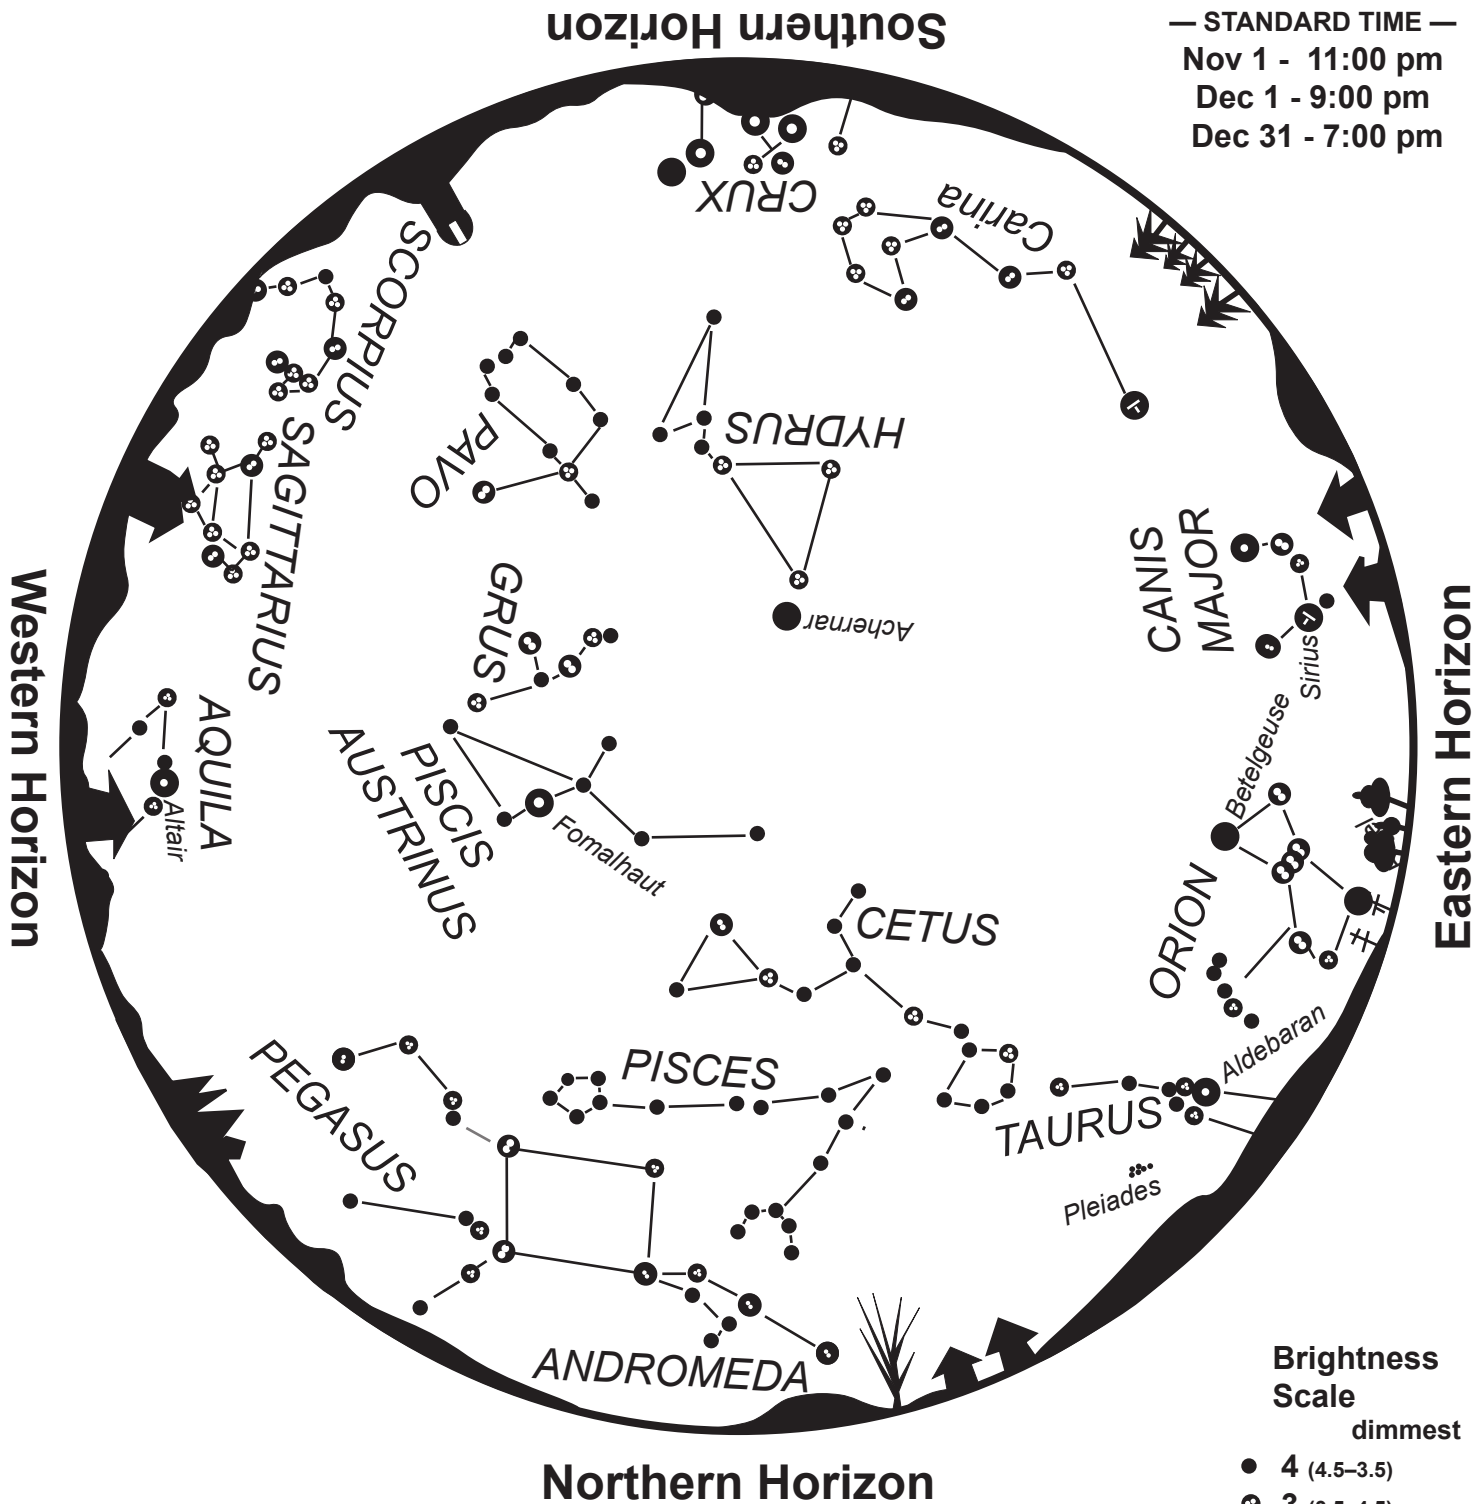 Southern Horizon
— STANDARD TIME —
Nov 1 - 11:00 pm
Dec 1 - 9:00 pm
Dec 31 - 7:00 pm
CRUX
Carina
SCORPIUS
HYDRUS
PAVO
SAGITTARIUS
CANIS
MAJOR
Sirius
GRUS
Achernar
Western Horizon
Eastern Horizon
AQUILA
Altair
PISCIS
AUSTRINUS
Fomalhaut
Betelgeuse
ORION
CETUS
Aldebaran
PEGASUS
PISCES
TAURUS
Pleiades
ANDROMEDA
Northern Horizon
Brightness
Scale
dimmest
4 (4.5–3.5)